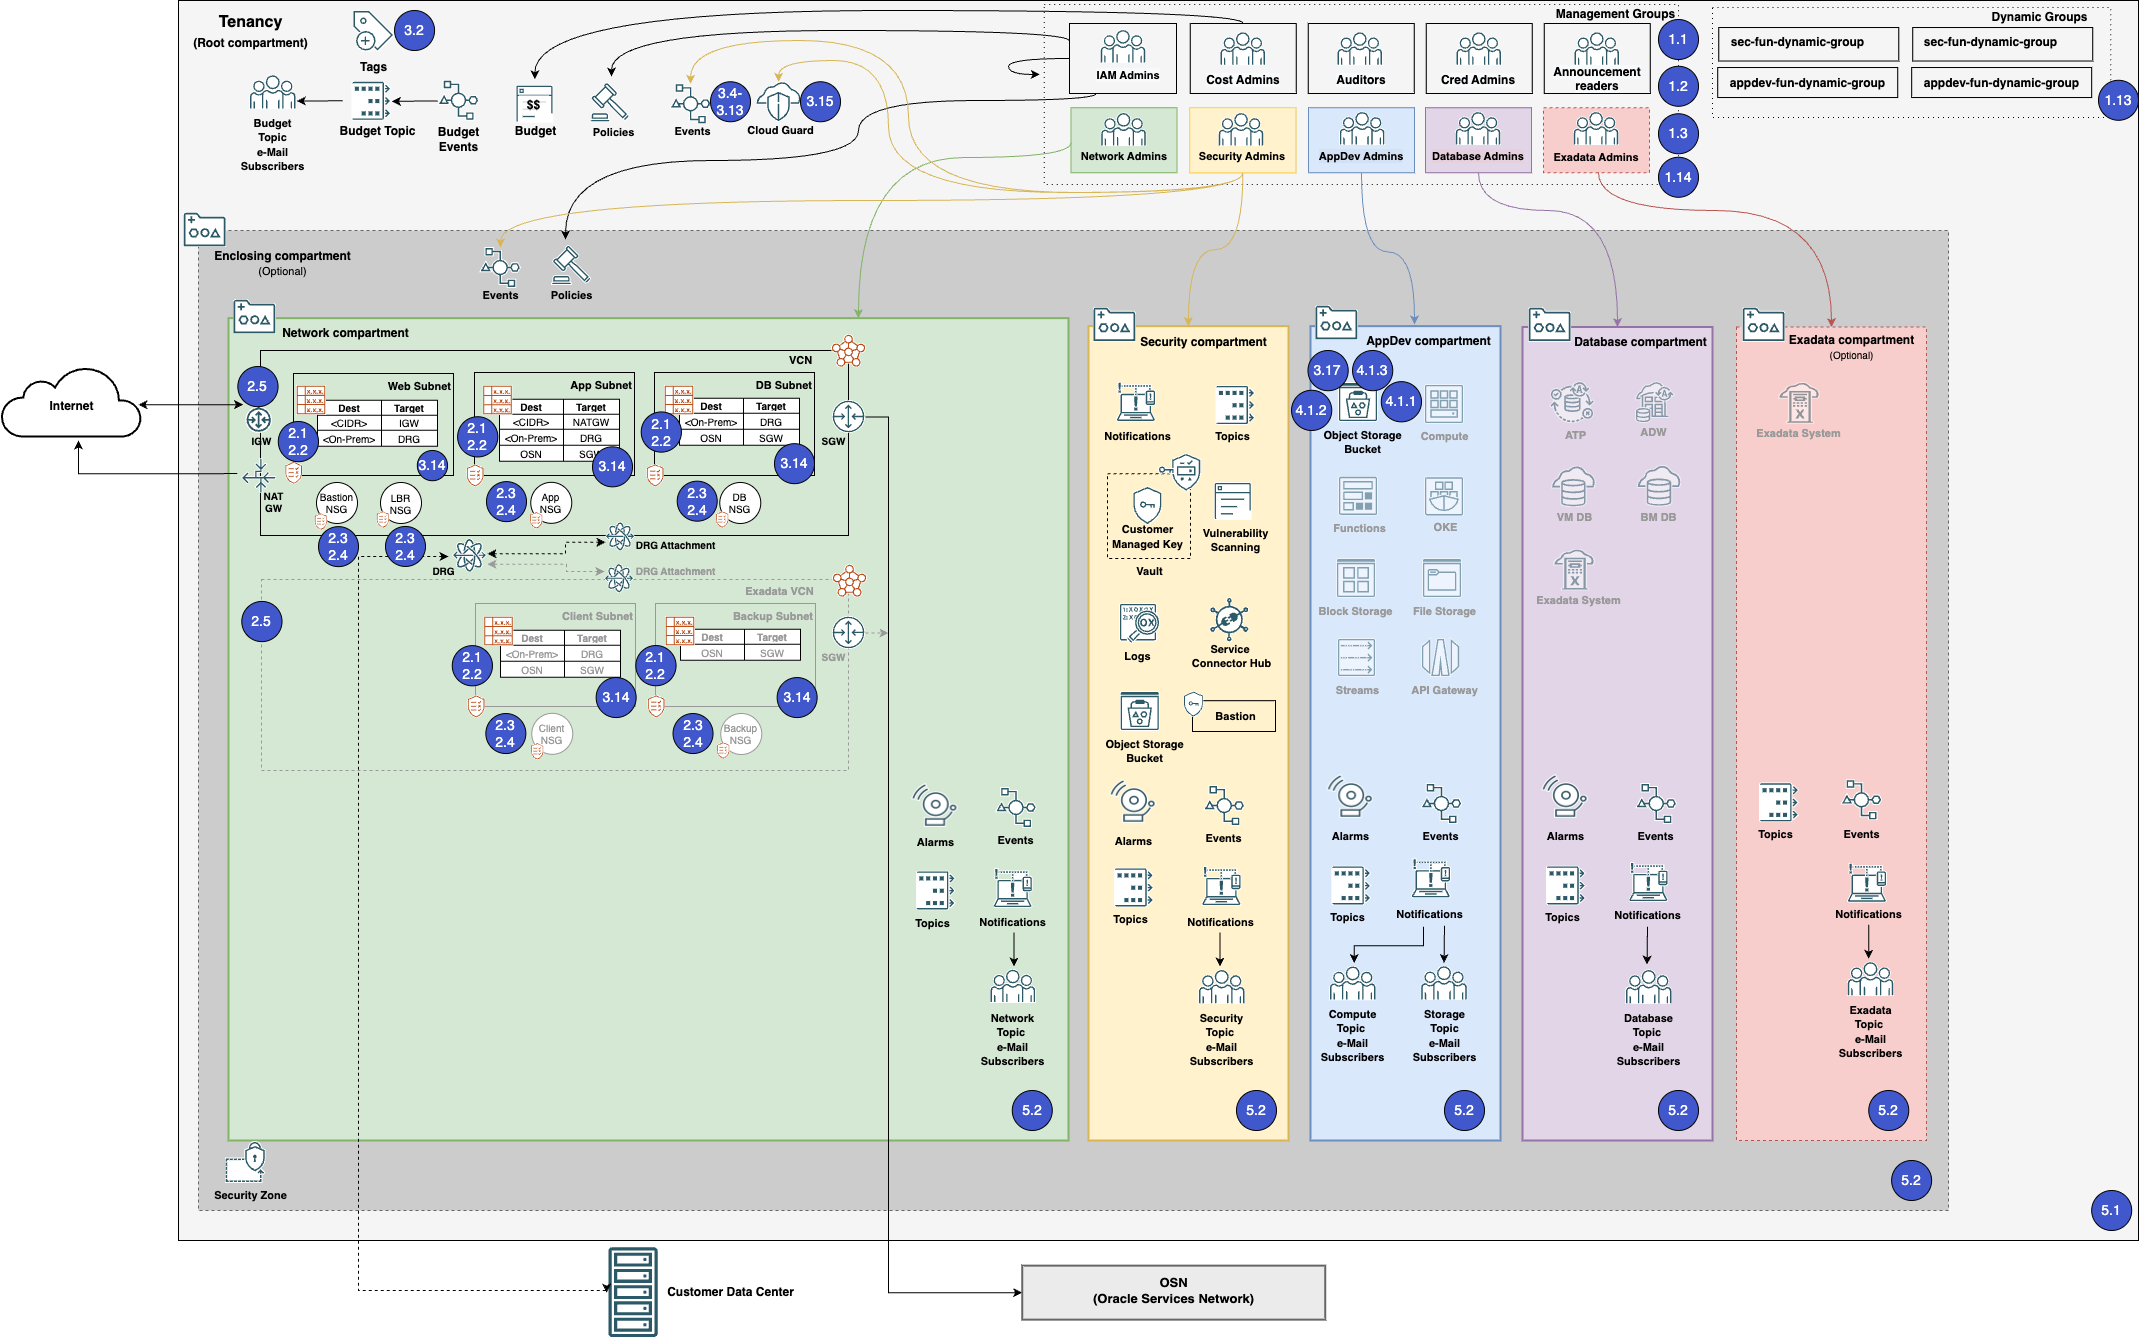 Tenancy
(Root compartment)
Tags
3.2
Budget
Topic
e-Mail
Subscribers
Budget Topic
Budget
Events
$$
Budget
Policies
Events
3.4-
3.13
Cloud Guard
3.15
Management Groups
IAM Admins
Cost Admins
Auditors
Cred Admins
Announcement
readers
Network Admins
Security Admins
AppDev Admins
Database Admins
Exadata Admins
1.1
1.2
1.3
1.14
Dynamic Groups
sec-fun-dynamic-group
sec-fun-dynamic-group
appdev-fun-dynamic-group
appdev-fun-dynamic-group
1.13
Enclosing compartment
(Optional)
Events
Policies
Internet
Network compartment
VCN
2.5
IGW
NAT
GW
Web Subnet
Dest Target
<CIDR> IGW
<On-Prem> DRG
2.1
2.2
3.14
App Subnet
Dest Target
<CIDR> NATGW
<On-Prem> DRG
OSN SGW
2.1
2.2
3.14
DB Subnet
Dest Target
<On-Prem> DRG
OSN SGW
2.1
2.2
3.14
SGW
Bastion
NSG
LBR
NSG
2.3
2.4
App
NSG
2.3
2.4
DB
NSG
2.3
2.4
2.3
2.4
DRG
DRG Attachment
DRG Attachment
Exadata VCN
2.5
Client Subnet
Dest Target
<On-Prem> DRG
OSN SGW
2.1
2.2
3.14
Backup Subnet
Dest Target
OSN SGW
2.1
2.2
3.14
SGW
2.3
2.4
Client
NSG
2.3
2.4
Backup
NSG
Alarms
Events
Topics
Notifications
Network
Topic
e-Mail
Subscribers
5.2
Security compartment
Notifications
Topics
Customer
Managed Key
Vault
Vulnerability
Scanning
Logs
Service
Connector Hub
Object Storage
Bucket
Bastion
Alarms
Events
Topics
Notifications
Security
Topic
e-Mail
Subscribers
5.2
AppDev compartment
3.17
4.1.3
4.1.2
4.1.1
Object Storage
Bucket
Compute
Functions
OKE
Block Storage
File Storage
Streams
API Gateway
Alarms
Events
Topics
Notifications
Compute
Topic
e-Mail
Subscribers
Storage
Topic
e-Mail
Subscribers
5.2
Database compartment
ATP
ADW
VM DB
BM DB
X
Exadata System
Alarms
Events
Topics
Notifications
Database
Topic
e-Mail
Subscribers
5.2
Exadata compartment
(Optional)
X
Exadata System
Topics
Events
Notifications
Exadata
Topic
e-Mail
Subscribers
5.2
Security Zone
5.2
5.1
Customer Data Center
OSN
(Oracle Services Network)